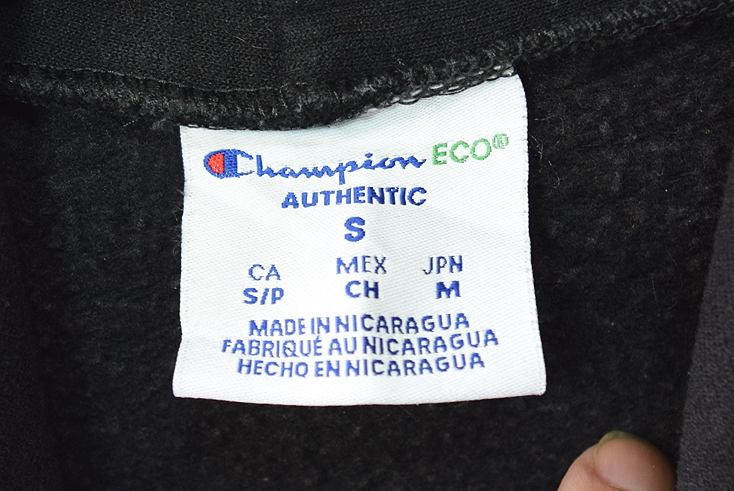 Champion ECO®
AUTHENTIC
S
CA MEX JPN
S/P CH M
MADE IN NICARAGUA
FABRIQUÉ AU NICARAGUA
HECHO EN NICARAGUA